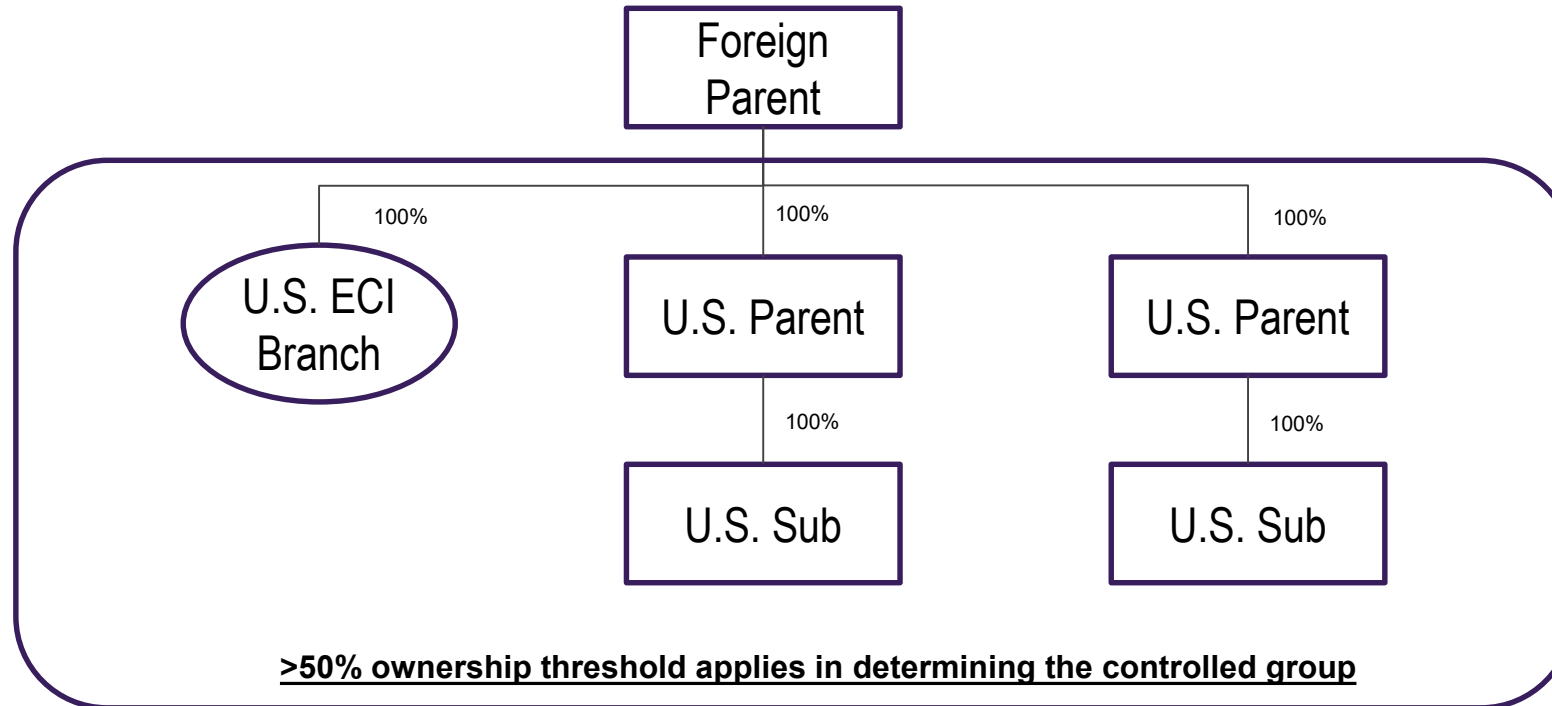 Foreign
Parent
100%
100%
100%
U.S. ECI
Branch
U.S. Parent
U.S. Parent
100%
100%
U.S. Sub
U.S. Sub
>50% ownership threshold applies in determining the controlled group